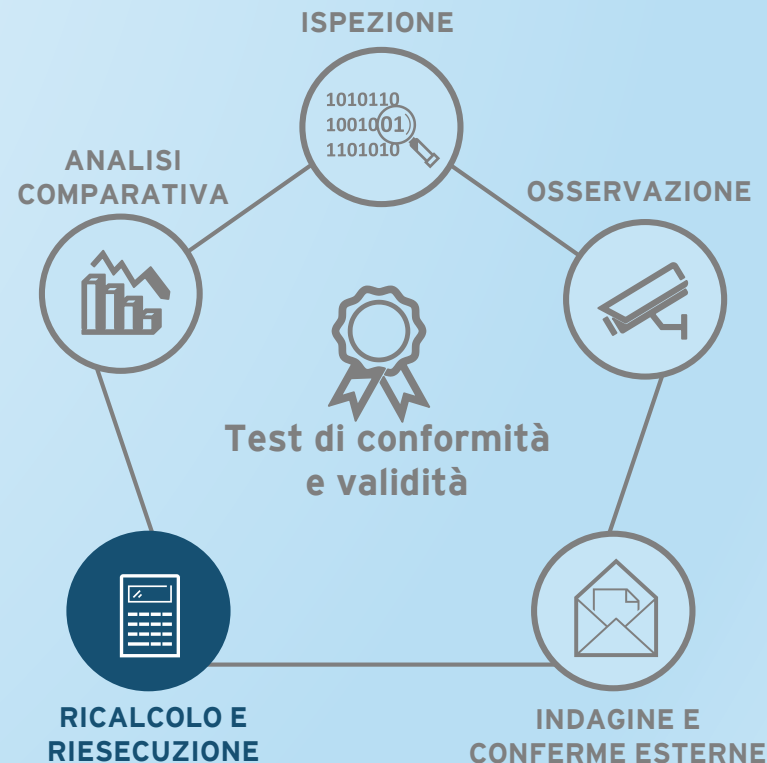 ISPEZIONE
1010110
1001001
1101010
ANALISI
COMPARATIVA
OSSERVAZIONE
Test di conformità
e validità
RICALCOLO E
RIESECUZIONE
INDAGINE E
CONFERME ESTERNE